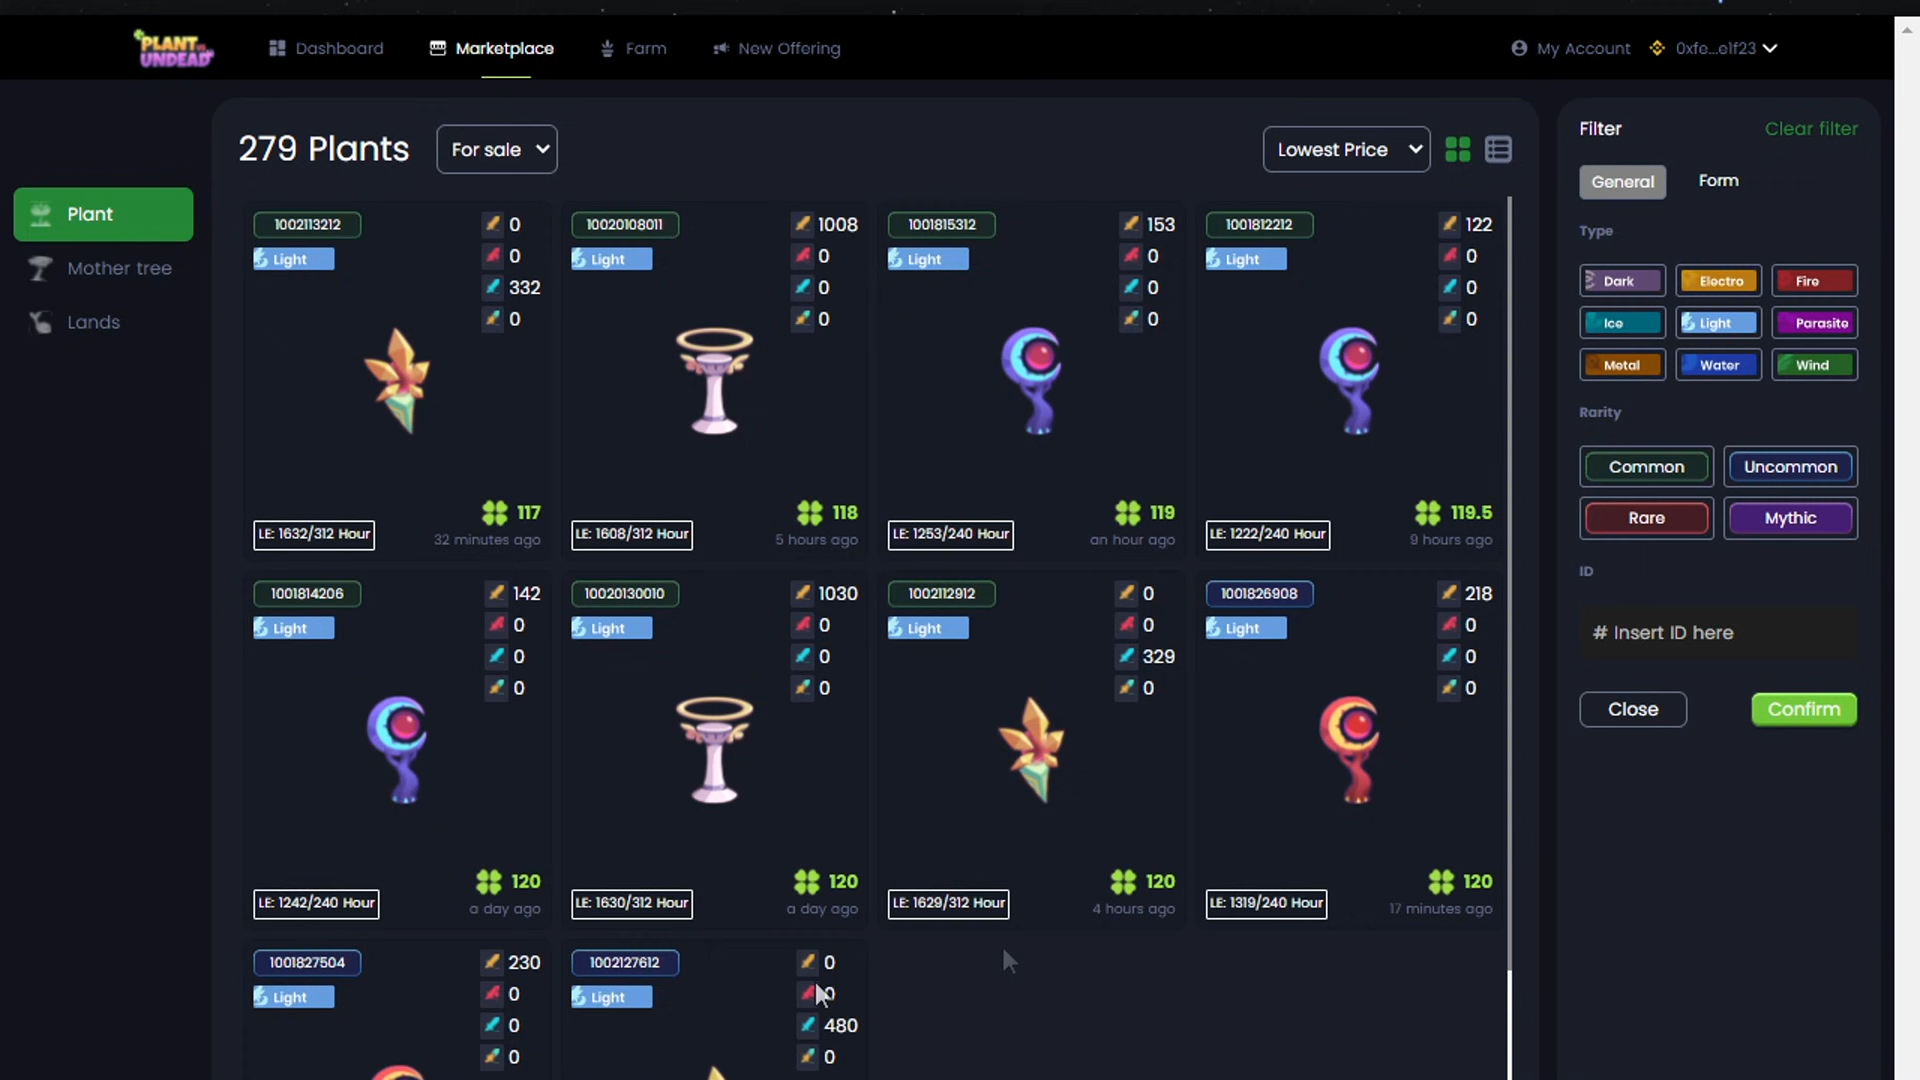 PLANT VS UNDEAD
Dashboard
Marketplace
Farm
New Offering
My Account
0xfe...e1f23
279 Plants
For sale
Lowest Price
Plant
Mother tree
Lands
1002113212
Light
0
0
332
0
LE: 1632/312 Hour
117
32 minutes ago
10020108011
Light
1008
0
0
0
LE: 1608/312 Hour
118
5 hours ago
1001815312
Light
153
0
0
0
LE: 1253/240 Hour
119
an hour ago
1001812212
Light
122
0
0
0
LE: 1222/240 Hour
119.5
9 hours ago
1001814206
Light
142
0
0
0
LE: 1242/240 Hour
120
a day ago
10020130010
Light
1030
0
0
0
LE: 1630/312 Hour
120
a day ago
1002112912
Light
0
0
329
0
LE: 1629/312 Hour
120
4 hours ago
1001826908
Light
218
0
0
0
LE: 1319/240 Hour
120
17 minutes ago
1001827504
Light
230
0
0
0
1002127612
Light
0
0
480
0
Filter
Clear filter
General
Form
Type
Dark
Electro
Fire
Ice
Light
Parasite
Metal
Water
Wind
Rarity
Common
Uncommon
Rare
Mythic
ID
# Insert ID here
Close
Confirm